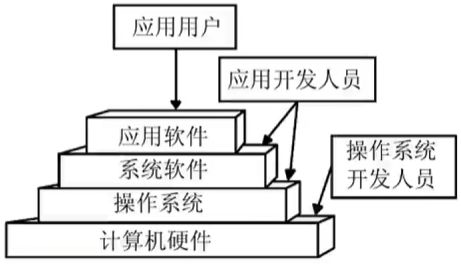 应用用户
应用开发人员
应用软件
操作系统
开发人员
系统软件
操作系统
计算机硬件